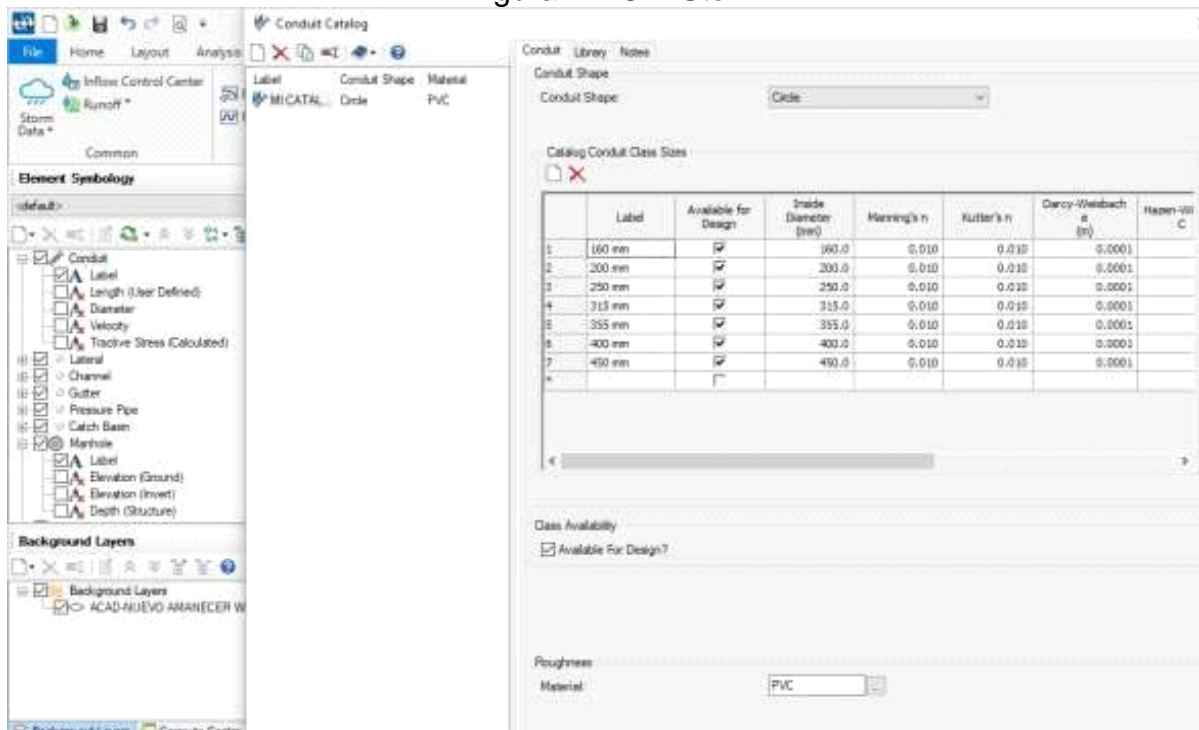 Conduit Catalog
File Home Layout Analysis
Inflow Control Center
Runoff
Storm
Data
Common
Label Conduit Shape Material
MI CATAL... Circle PVC
Conduit Library Notes
Conduit Shape
Conduit Shape: Circle
Catalog Conduit Class Sizes
Label Available for Design Inside Diameter (mm) Manning's n Kutter's n Darcy-Weisbach e (m) Hazen-Wil C
1 160 mm 160.0 0.010 0.010 0.0001
2 200 mm 200.0 0.010 0.010 0.0001
3 250 mm 250.0 0.010 0.010 0.0001
4 315 mm 315.0 0.010 0.010 0.0001
5 355 mm 355.0 0.010 0.010 0.0001
6 400 mm 400.0 0.010 0.010 0.0001
7 450 mm 450.0 0.010 0.010 0.0001
*
Class Availability
Available For Design?
Roughness
Material: PVC
Element Symbology
<default>
Conduit
Label
Length (User Defined)
Diameter
Velocity
Tractive Stress (Calculated)
Lateral
Channel
Gutter
Pressure Pipe
Catch Basin
Manhole
Label
Elevation (Ground)
Elevation (Invert)
Depth (Structure)
Background Layers
Background Layers
ACAD-NUEVO AMANECER W